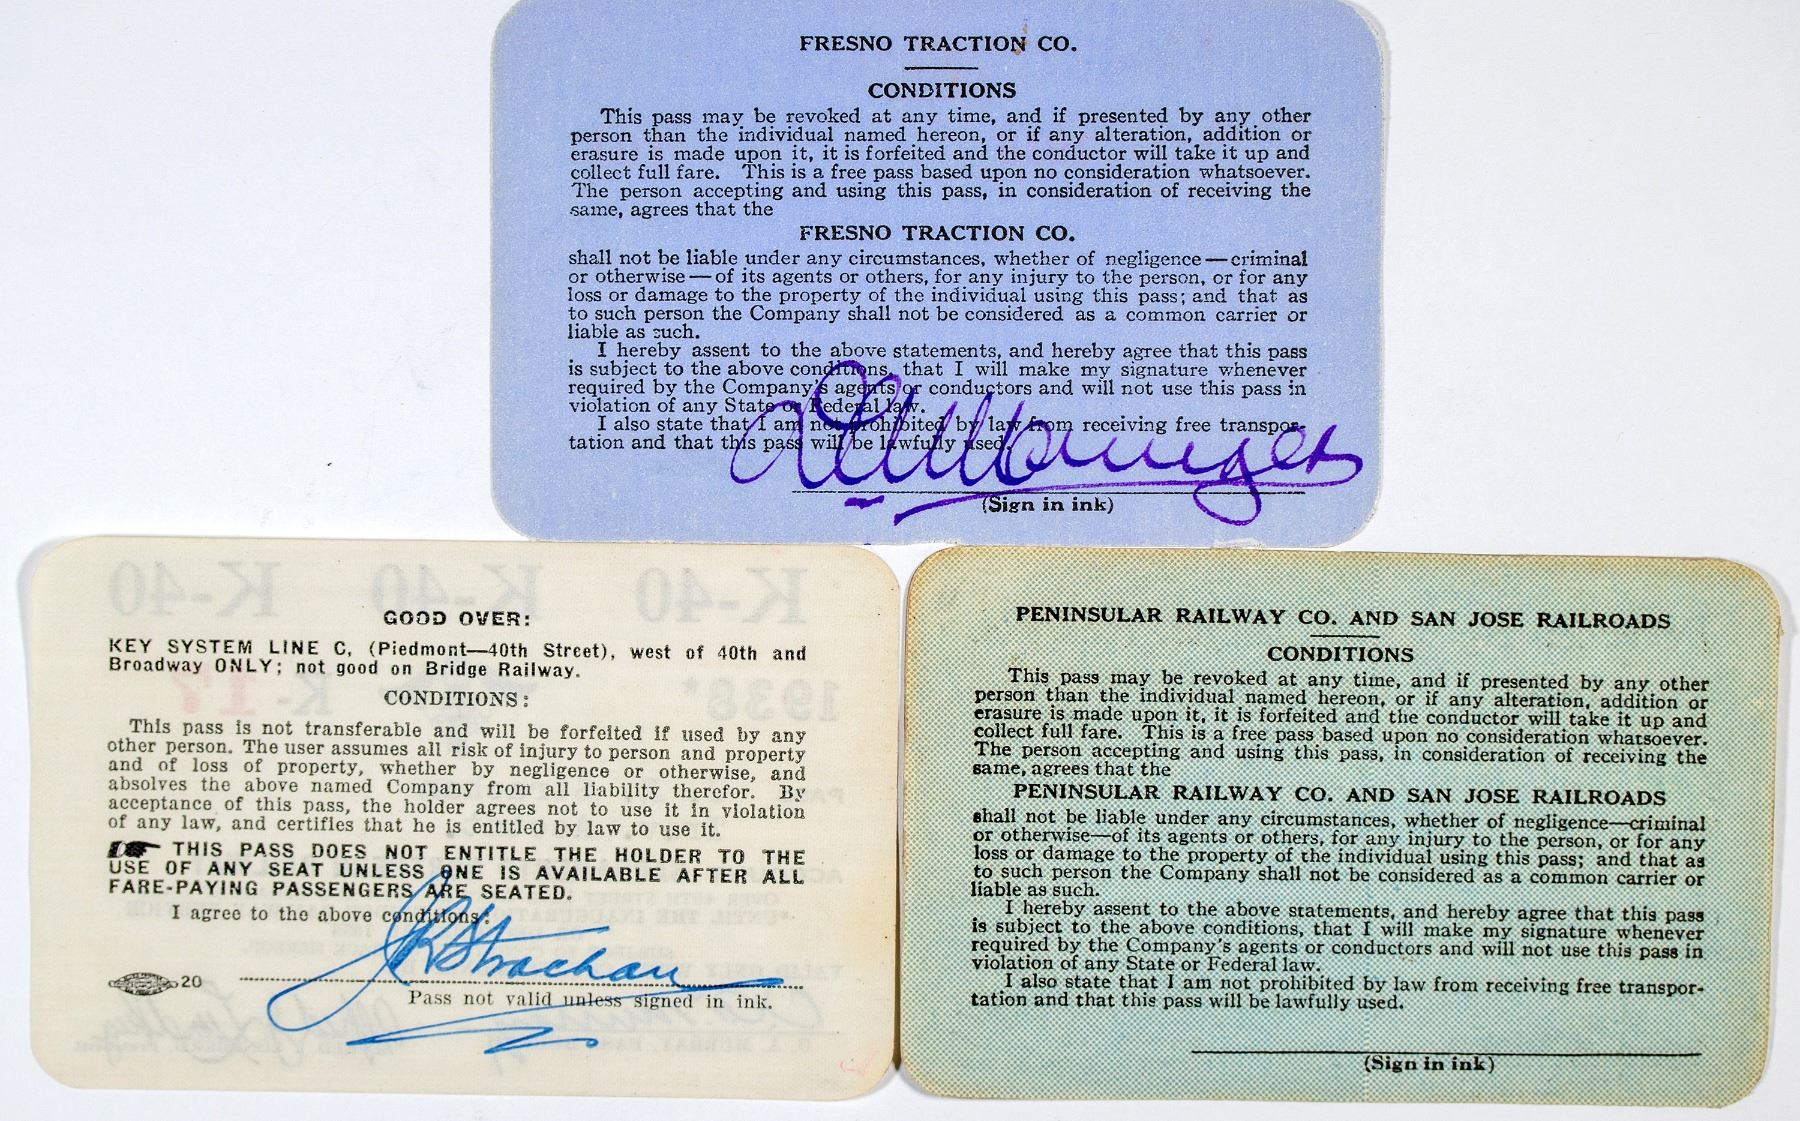 FRESNO TRACTION CO.
CONDITIONS
This pass may be revoked at any time, and if presented by any other
person than the individual named hereon, or if any alteration, addition or
erasure is made upon it, it is forfeited and the conductor will take it up and
collect full fare. This is a free pass based upon no consideration whatsoever.
The person accepting and using this pass, in consideration of receiving the
same, agrees that the
FRESNO TRACTION CO.
shall not be liable under any circumstances, whether of negligence—criminal
or otherwise—of its agents or others, for any injury to the person, or for any
loss or damage to the property of the individual using this pass; and that as
to such person the Company shall not be considered as a common carrier or
liable as such.
I hereby assent to the above statements, and hereby agree that this pass
is subject to the above conditions, that I will make my signature whenever
required by the Company's agents or conductors and will not use this pass in
violation of any State or Federal law.
I also state that I am not prohibited by law from receiving free transpor-
tation and that this pass will be lawfully used.
(Sign in ink)
K-40 K-40 K-40
GOOD OVER:
KEY SYSTEM LINE C, (Piedmont—40th Street), west of 40th and
Broadway ONLY; not good on Bridge Railway.
1938*
K-17
CONDITIONS:
This pass is not transferable and will be forfeited if used by any
other person. The user assumes all risk of injury to person and property
and of loss of property, whether by negligence or otherwise, and
absolves the above named Company from all liability therefor. By
acceptance of this pass, the holder agrees not to use it in violation
of any law, and certifies that he is entitled by law to use it.
THIS PASS DOES NOT ENTITLE THE HOLDER TO THE
USE OF ANY SEAT UNLESS ONE IS AVAILABLE AFTER ALL
FARE-PAYING PASSENGERS ARE SEATED.
I agree to the above conditions:
JR Strachan
20
Pass not valid unless signed in ink.
PENINSULAR RAILWAY CO. AND SAN JOSE RAILROADS
CONDITIONS
This pass may be revoked at any time, and if presented by any other
person than the individual named hereon, or if any alteration, addition or
erasure is made upon it, it is forfeited and the conductor will take it up and
collect full fare. This is a free pass based upon no consideration whatsoever.
The person accepting and using this pass, in consideration of receiving the
same, agrees that the
PENINSULAR RAILWAY CO. AND SAN JOSE RAILROADS
shall not be liable under any circumstances, whether of negligence—criminal
or otherwise—of its agents or others, for any injury to the person, or for any
loss or damage to the property of the individual using this pass; and that as
to such person the Company shall not be considered as a common carrier or
liable as such.
I hereby assent to the above statements, and hereby agree that this pass
is subject to the above conditions, that I will make my signature whenever
required by the Company's agents or conductors and will not use this pass in
violation of any State or Federal law.
I also state that I am not prohibited by law from receiving free transpor-
tation and that this pass will be lawfully used.
(Sign in ink)